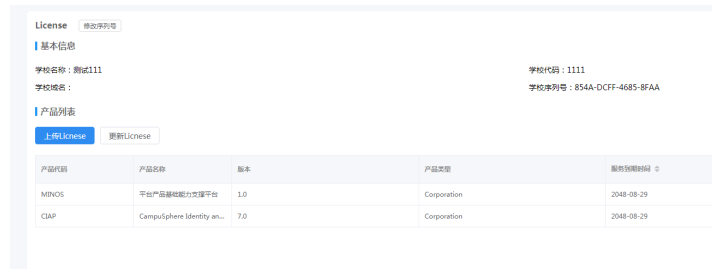 License 修改序列号
基本信息
学校名称：测试111 学校代码：1111
学校域名： 学校序列号：854A-DCFF-4685-8FAA
产品列表
上传Licnese 更新Licnese
产品代码 产品名称 版本 产品类型 服务到期时间
MINOS 平台产品基础能力支撑平台 1.0 Corporation 2048-08-29
CIAP CampuSphere Identity an... 7.0 Corporation 2048-08-29